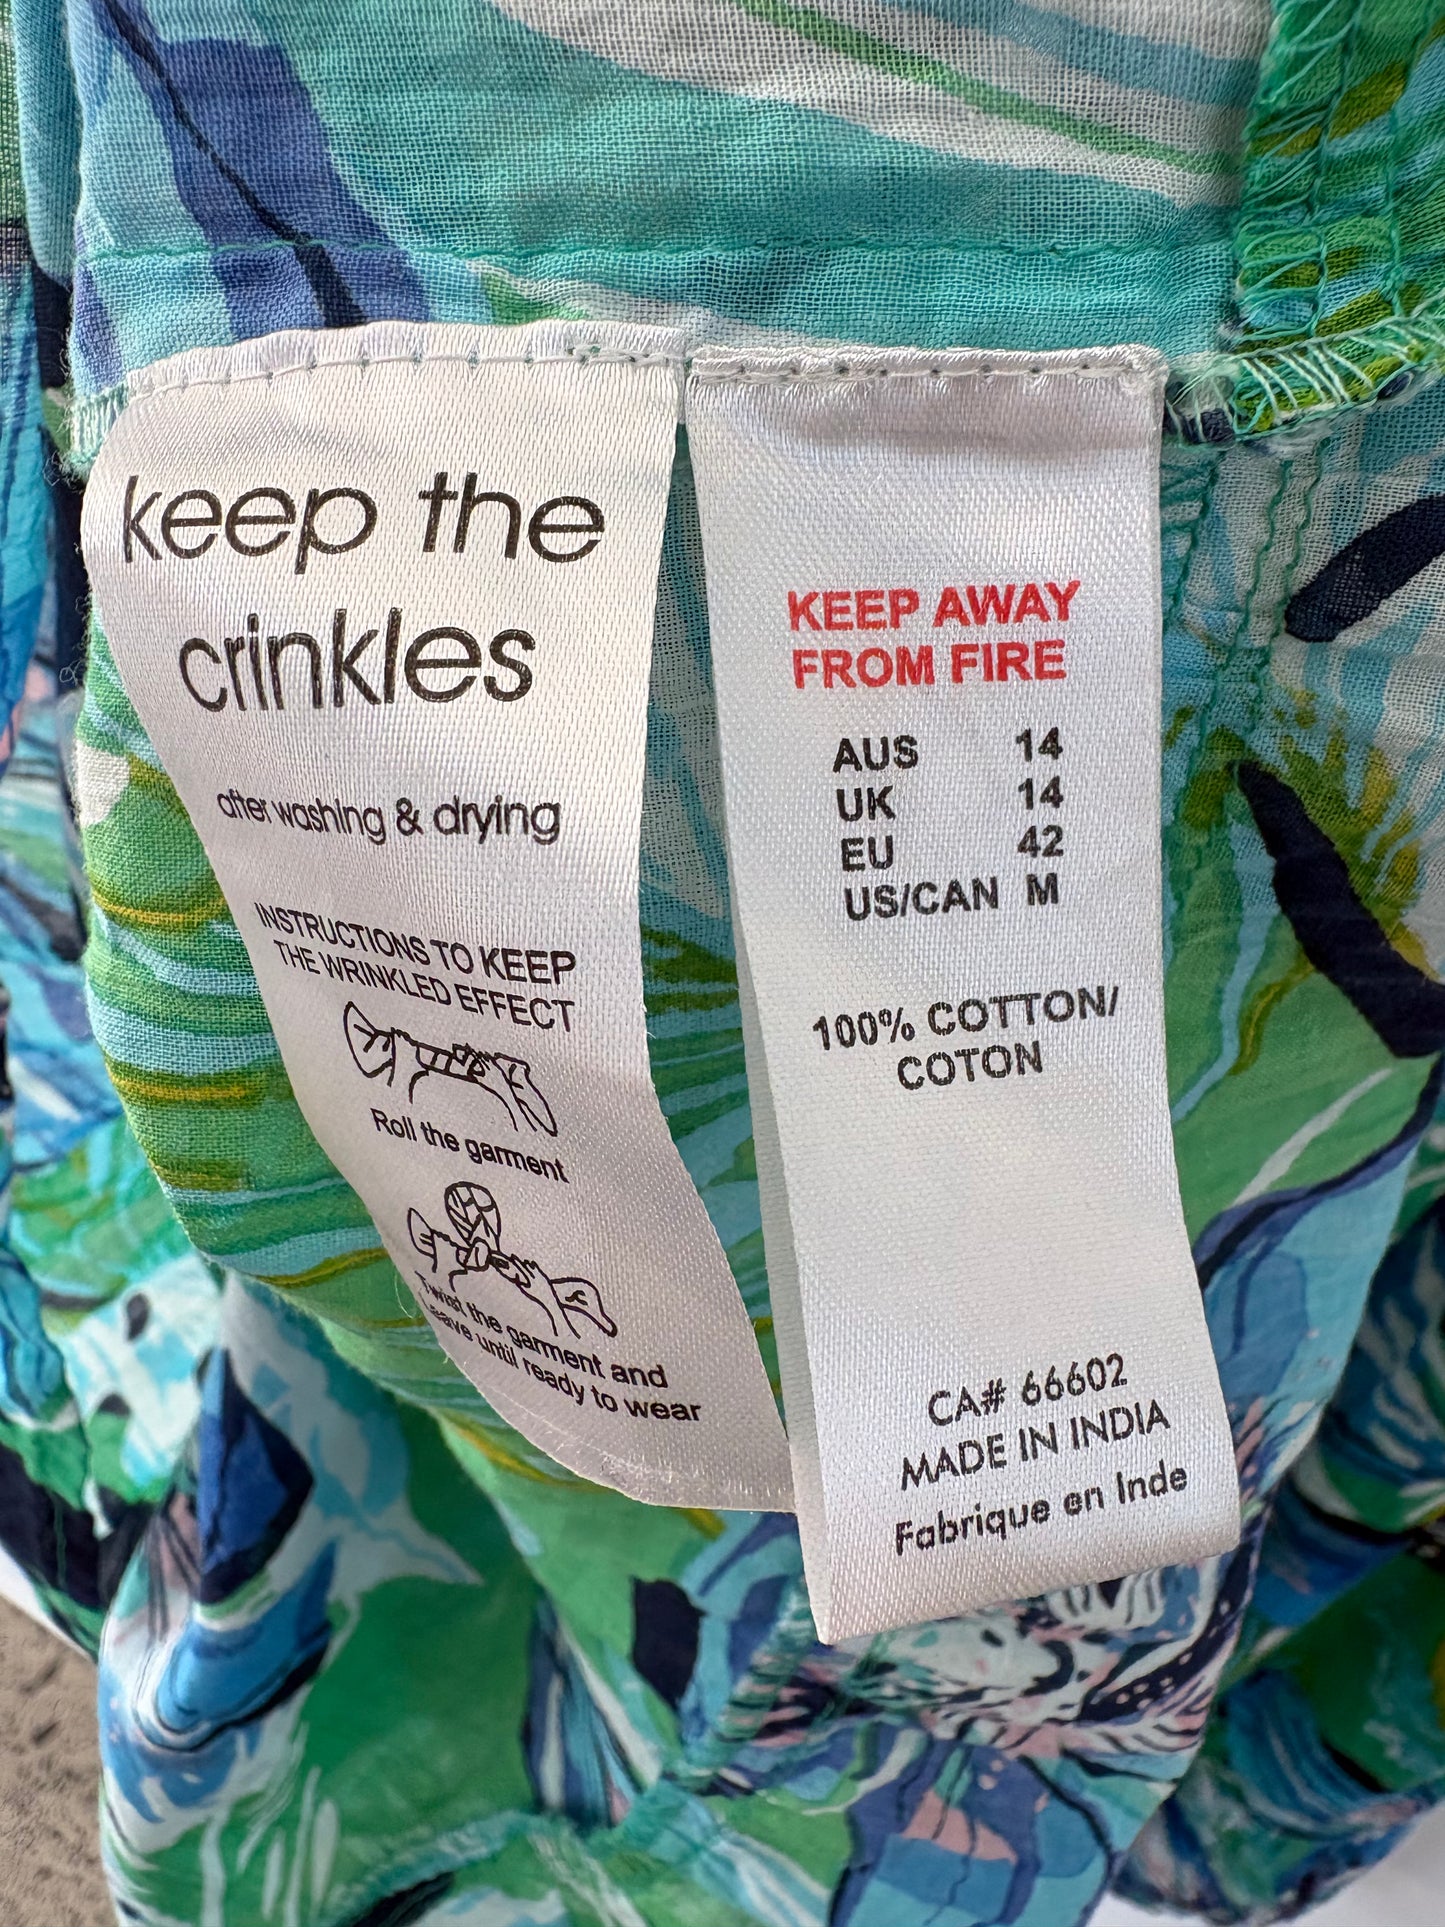 keep the
crinkles
after washing & drying
INSTRUCTIONS TO KEEP
THE WRINKLED EFFECT
Roll the garment
Twist the garment and
Leave until ready to wear
KEEP AWAY
FROM FIRE
AUS 14
UK 14
EU 42
US/CAN M
100% COTTON/
COTON
CA# 66602
MADE IN INDIA
Fabrique en Inde